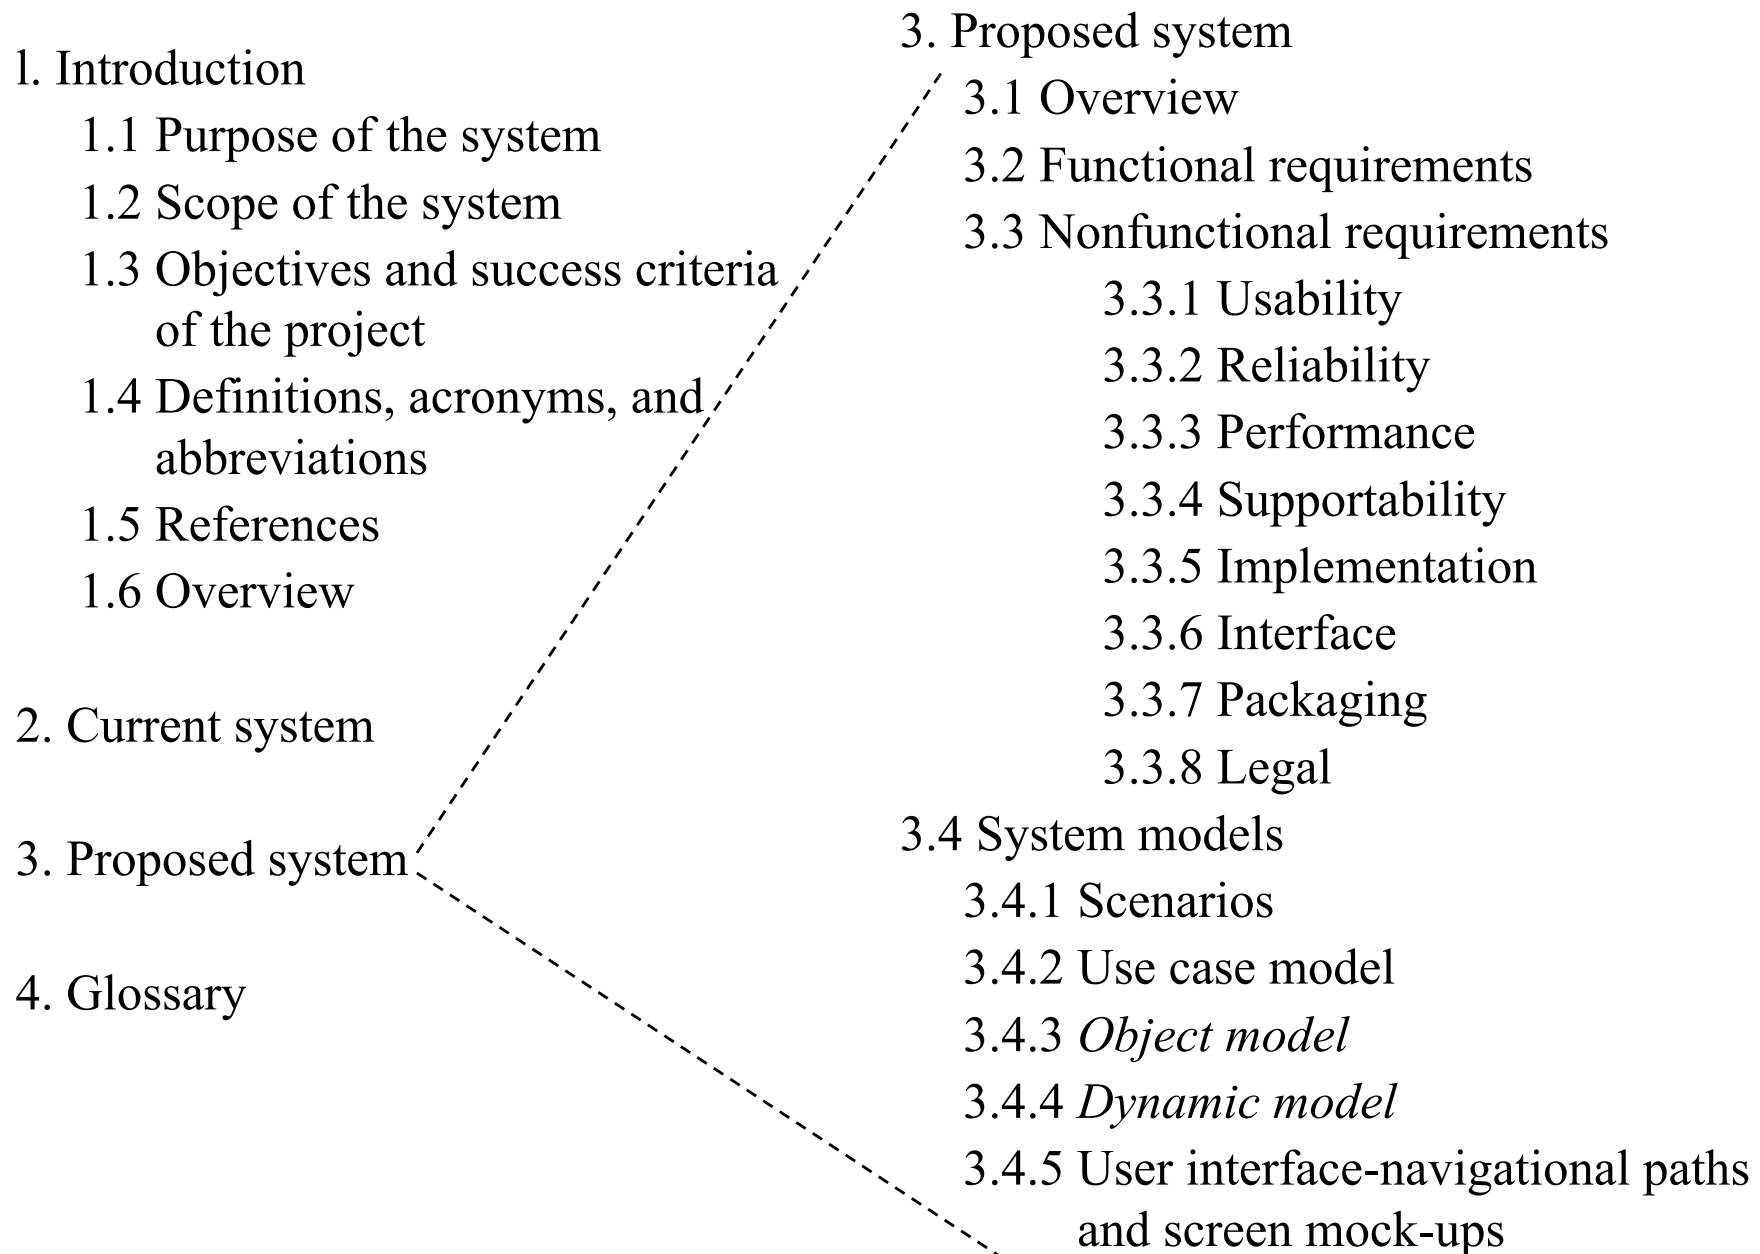 l. Introduction
1.1 Purpose of the system
1.2 Scope of the system
1.3 Objectives and success criteria
of the project
1.4 Definitions, acronyms, and
abbreviations
1.5 References
1.6 Overview
2. Current system
3. Proposed system
4. Glossary
3. Proposed system
3.1 Overview
3.2 Functional requirements
3.3 Nonfunctional requirements
3.3.1 Usability
3.3.2 Reliability
3.3.3 Performance
3.3.4 Supportability
3.3.5 Implementation
3.3.6 Interface
3.3.7 Packaging
3.3.8 Legal
3.4 System models
3.4.1 Scenarios
3.4.2 Use case model
3.4.3 Object model
3.4.4 Dynamic model
3.4.5 User interface-navigational paths
and screen mock-ups